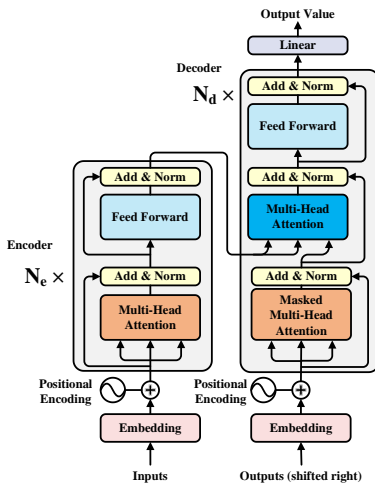 Output Value
Linear
Decoder
Add & Norm
N_d ×
Feed Forward
Add & Norm
Add & Norm
Feed Forward
Multi-Head
Attention
Encoder
Add & Norm
Add & Norm
N_e ×
Multi-Head
Attention
Masked
Multi-Head
Attention
Positional
Encoding
Positional
Encoding
Embedding
Embedding
Inputs
Outputs (shifted right)